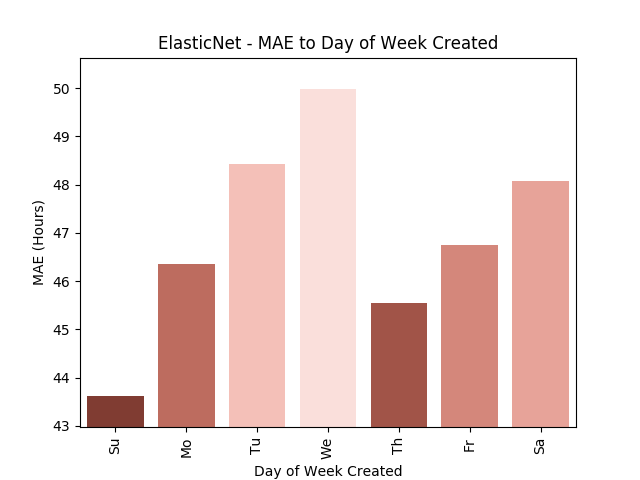 ElasticNet - MAE to Day of Week Created
50
49
48
47
46
45
44
43
MAE (Hours)
Su
Mo
Tu
We
Th
Fr
Sa
Day of Week Created